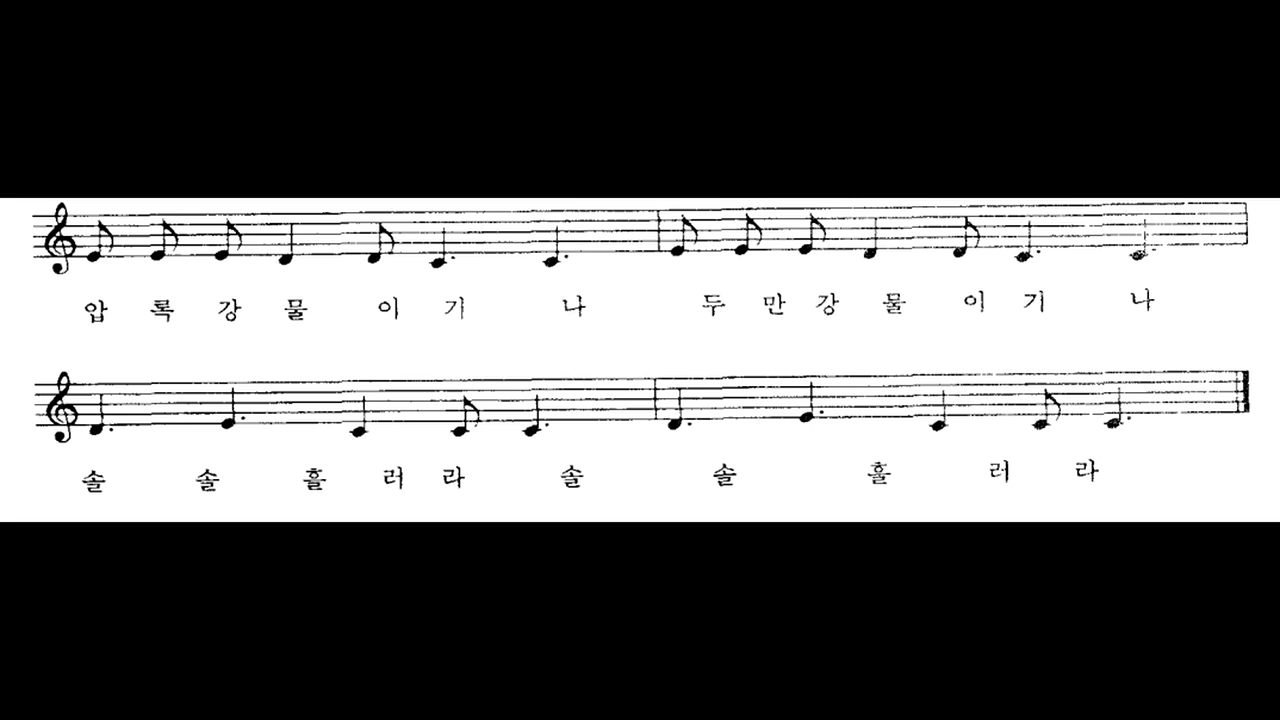 압 록 강 물 이 기 나 두 만 강 물 이 기 나
솔 솔 흘 러 라 솔 솔 흘 러 라